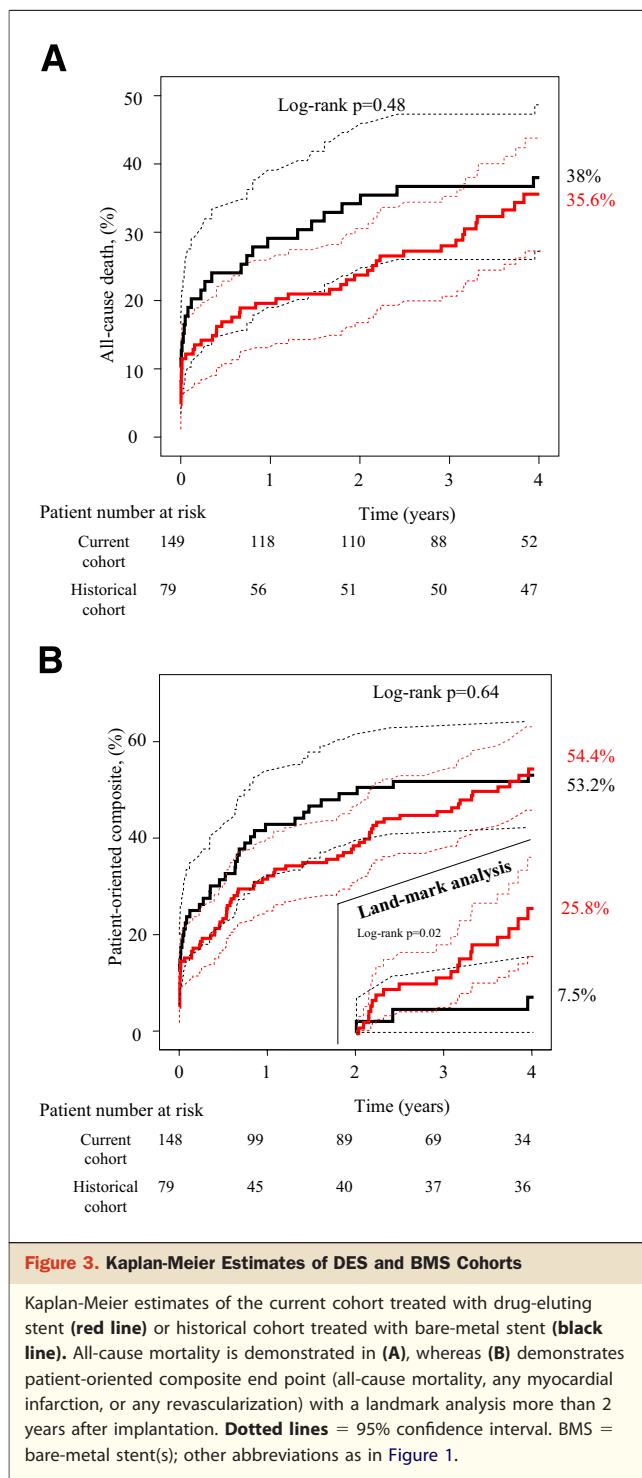 A
Log-rank p=0.48
50
40
30
20
10
0
All-cause death, (%)
38%
35.6%
0 1 2 3 4
Patient number at risk Time (years)
Current cohort 149 118 110 88 52
Historical cohort 79 56 51 50 47
B
Log-rank p=0.64
60
40
20
0
Patient-oriented composite, (%)
54.4%
53.2%
Land-mark analysis
Log-rank p=0.02
25.8%
7.5%
0 1 2 3 4
Patient number at risk Time (years)
Current cohort 148 99 89 69 34
Historical cohort 79 45 40 37 36
Figure 3. Kaplan-Meier Estimates of DES and BMS Cohorts
Kaplan-Meier estimates of the current cohort treated with drug-eluting
stent (red line) or historical cohort treated with bare-metal stent (black
line). All-cause mortality is demonstrated in (A), whereas (B) demonstrates
patient-oriented composite end point (all-cause mortality, any myocardial
infarction, or any revascularization) with a landmark analysis more than 2
years after implantation. Dotted lines = 95% confidence interval. BMS =
bare-metal stent(s); other abbreviations as in Figure 1.